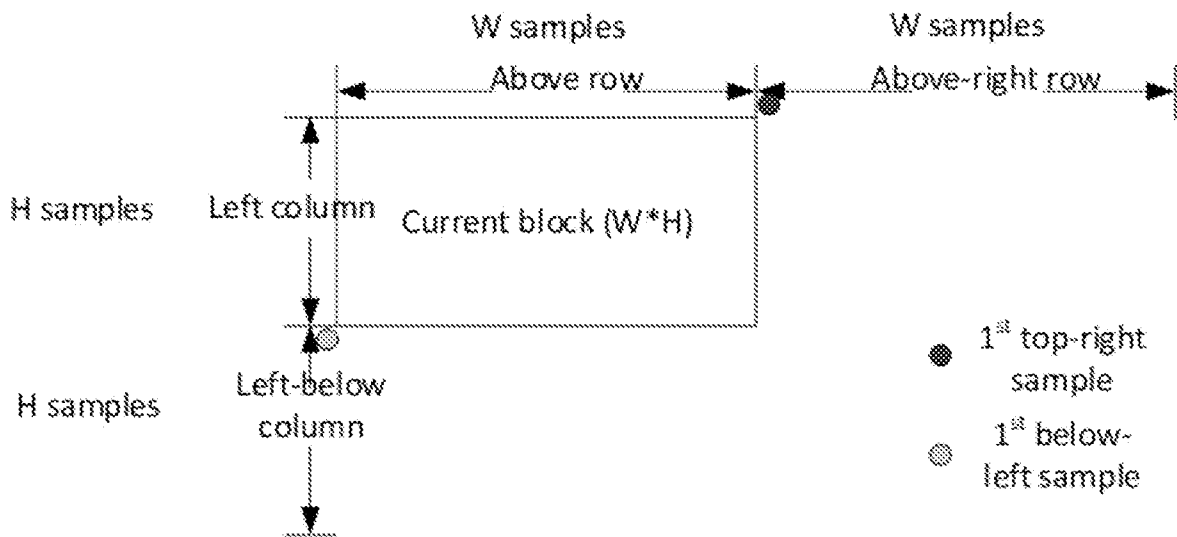 W samples
W samples
Above row
Above-right row
H samples
Left column
Current block (W*H)
1st top-right
sample
Left-below
column
H samples
1st below-
left sample